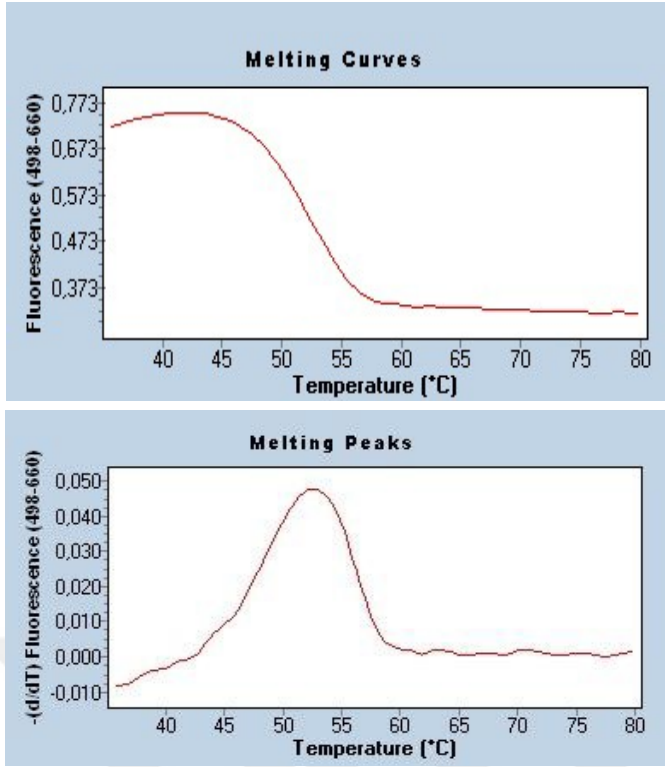 Melting Curves
Fluorescence (498-660)
0,773
0,673
0,573
0,473
0,373
40 45 50 55 60 65 70 75 80
Temperature (°C)
Melting Peaks
-(d/dT) Fluorescence (498-660)
0,050
0,040
0,030
0,020
0,010
0,000
-0,010
40 45 50 55 60 65 70 75 80
Temperature (°C)